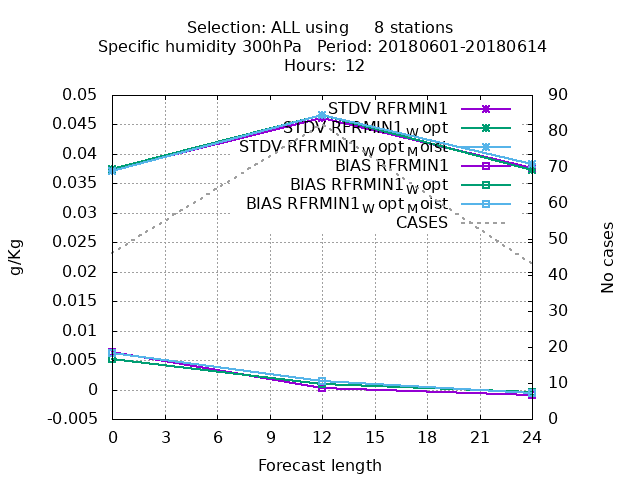 Selection: ALL using 8 stations
Specific humidity 300hPa Period: 20180601-20180614
Hours: 12
0.05
0.045
0.04
0.035
0.03
0.025
0.02
0.015
0.01
0.005
0
-0.005
g/Kg
STDV RFRMIN1
STDV RFRMIN1_W opt
STDV RFRMIN1_W opt_M oist
BIAS RFRMIN1
BIAS RFRMIN1_W opt
BIAS RFRMIN1_W opt_M oist
CASES
90
80
70
60
50
40
30
20
10
0
No cases
0 3 6 9 12 15 18 21 24
Forecast length